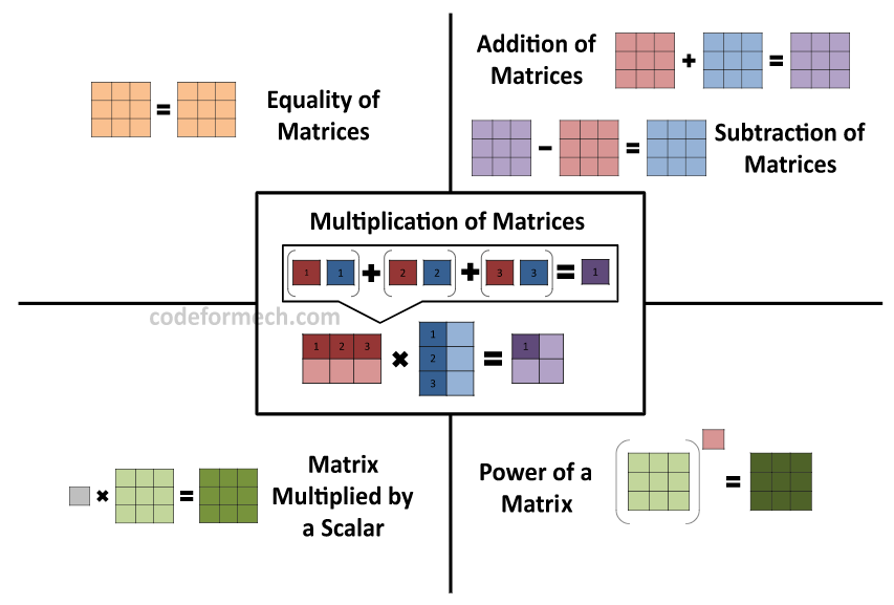 Equality of
Matrices
=
Addition of
Matrices
+ =
- =
Subtraction of
Matrices
Multiplication of Matrices
( 1 1 ) + ( 2 2 ) + ( 3 3 ) = 1
codeformech.com
1 2 3 × 1 2 3 = 1
× =
Matrix
Multiplied by
a Scalar
Power of a
Matrix
( ) =